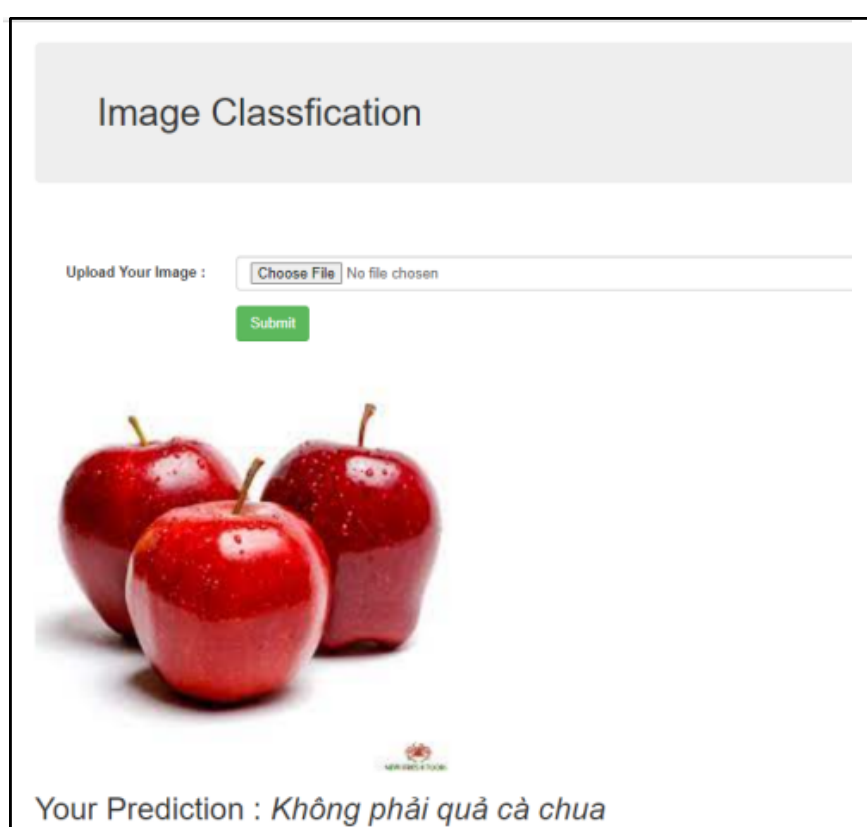 Image Classfication
Upload Your Image :
Choose File No file chosen
Submit
Your Prediction : Không phải quả cà chua